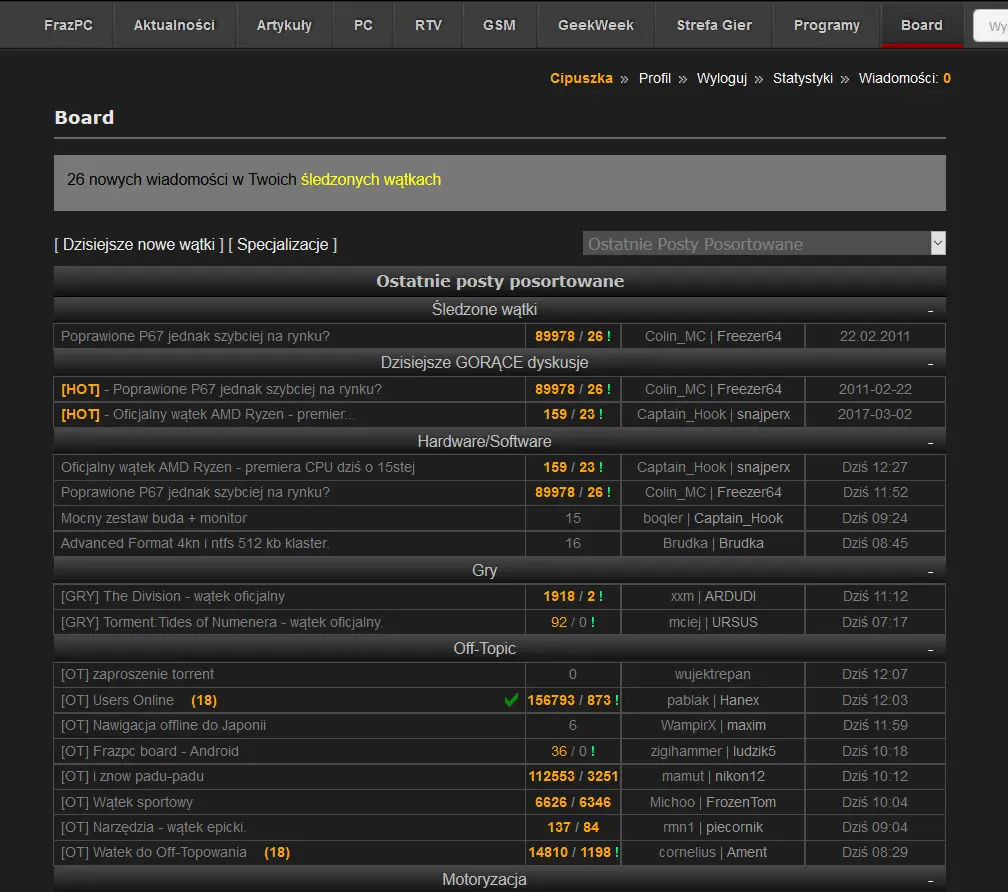 FrazPC Aktualności Artykuły PC RTV GSM GeekWeek Strefa Gier Programy Board Wy
Cipuszka » Profil » Wyloguj » Statystyki » Wiadomości: 0
Board
26 nowych wiadomości w Twoich śledzonych wątkach
[ Dzisiejsze nowe wątki ] [ Specjalizacje ] Ostatnie Posty Posortowane
Ostatnie posty posortowane
Śledzone wątki -
Poprawione P67 jednak szybciej na rynku? 89978 / 26 ! Colin_MC | Freezer64 22.02.2011
Dzisiejsze GORĄCE dyskusje -
[HOT] - Poprawione P67 jednak szybciej na rynku? 89978 / 26 ! Colin_MC | Freezer64 2011-02-22
[HOT] - Oficjalny wątek AMD Ryzen - premier... 159 / 23 ! Captain_Hook | snajperx 2017-03-02
Hardware/Software -
Oficjalny wątek AMD Ryzen - premiera CPU dziś o 15stej 159 / 23 ! Captain_Hook | snajperx Dziś 12:27
Poprawione P67 jednak szybciej na rynku? 89978 / 26 ! Colin_MC | Freezer64 Dziś 11:52
Mocny zestaw buda + monitor 15 boqler | Captain_Hook Dziś 09:24
Advanced Format 4kn i ntfs 512 kb klaster. 16 Brudka | Brudka Dziś 08:45
Gry -
[GRY] The Division - wątek oficjalny 1918 / 2 ! xxm | ARDUDI Dziś 11:12
[GRY] Torment:Tides of Numenera - wątek oficjalny. 92 / 0 ! mciej | URSUS Dziś 07:17
Off-Topic -
[OT] zaproszenie torrent 0 wujektrepan Dziś 12:07
[OT] Users Online (18) 156793 / 873 ! pablak | Hanex Dziś 12:03
[OT] Nawigacja offline do Japonii 6 WampirX | maxim Dziś 11:59
[OT] Frazpc board - Android 36 / 0 ! zigihammer | ludzik5 Dziś 10:18
[OT] i znow padu-padu 112553 / 3251 mamut | nikon12 Dziś 10:12
[OT] Wątek sportowy 6626 / 6346 Michoo | FrozenTom Dziś 10:04
[OT] Narzędzia - wątek epicki. 137 / 84 rmn1 | piecornik Dziś 09:04
[OT] Watek do Off-Topowania (18) 14810 / 1198 ! cornelius | Ament Dziś 08:29
Motoryzacja -